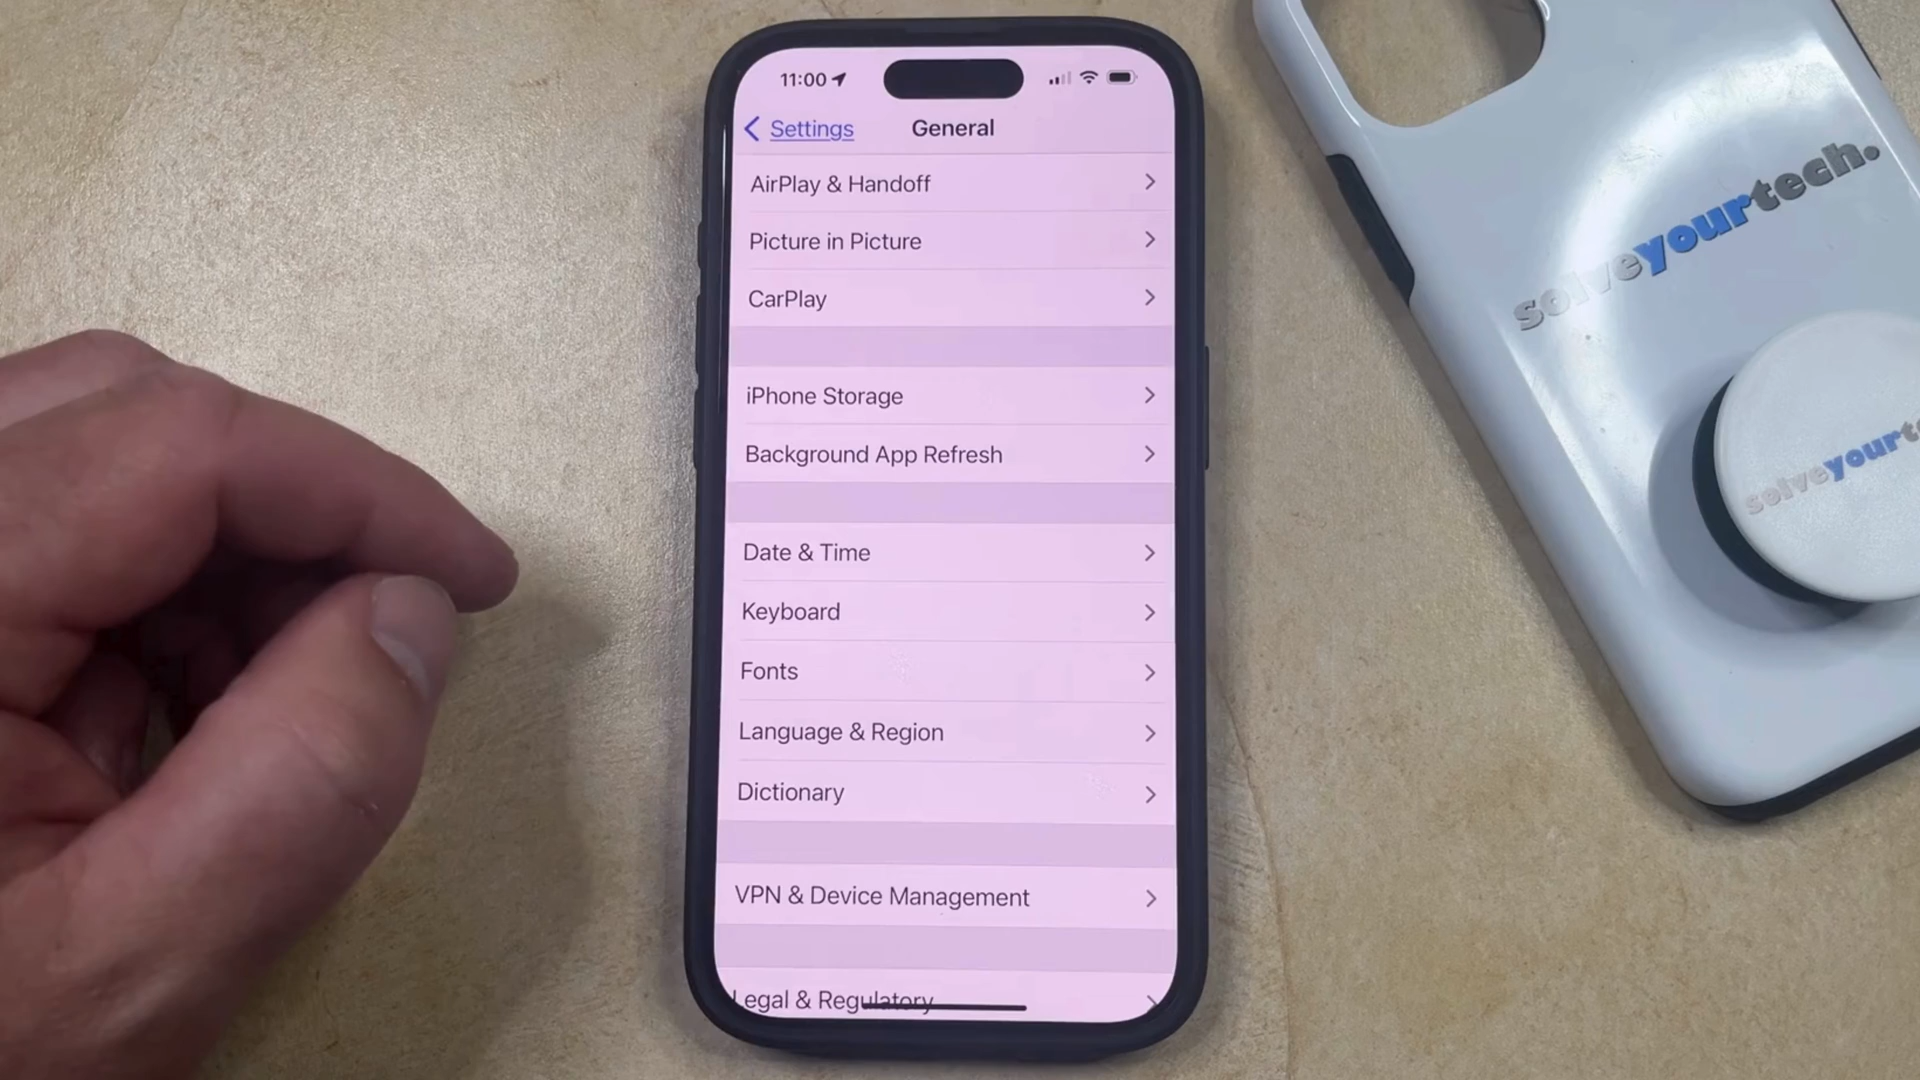 11:00
Settings
General
AirPlay & Handoff
Picture in Picture
CarPlay
iPhone Storage
Background App Refresh
Date & Time
Keyboard
Fonts
Language & Region
Dictionary
VPN & Device Management
Legal & Regulatory
solveyourtech.
solveyourte